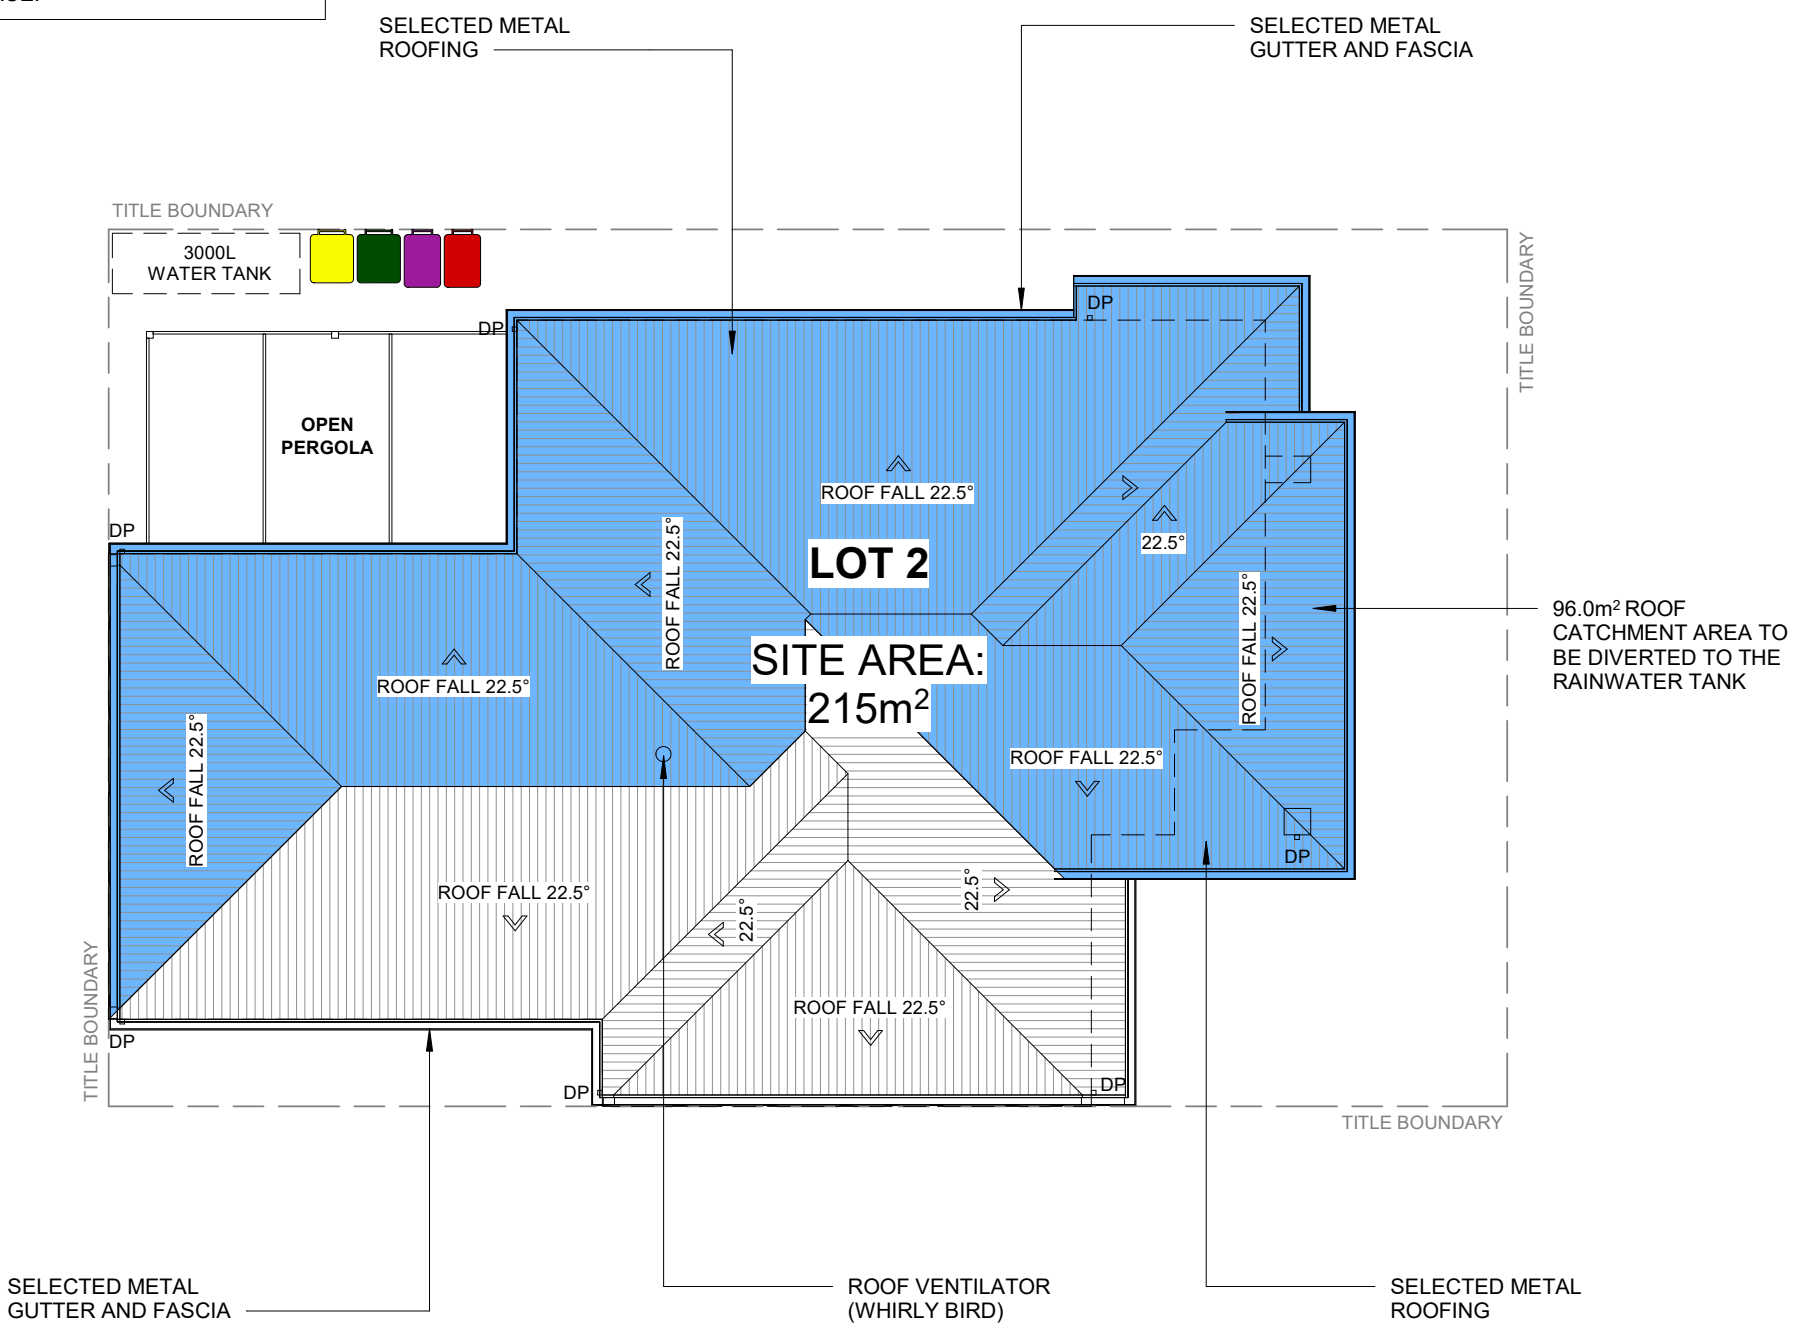 SELECTED METAL
ROOFING
SELECTED METAL
GUTTER AND FASCIA
TITLE BOUNDARY
3000L
WATER TANK
TITLE BOUNDARY
DP
DP
OPEN
PERGOLA
DP
ROOF FALL 22.5°
22.5°
ROOF FALL 22.5°
LOT 2
ROOF FALL 22.5°
96.0m² ROOF
CATCHMENT AREA TO
BE DIVERTED TO THE
RAINWATER TANK
SITE AREA:
215m²
ROOF FALL 22.5°
ROOF FALL 22.5°
ROOF FALL 22.5°
DP
ROOF FALL 22.5°
22.5°
22.5°
ROOF FALL 22.5°
TITLE BOUNDARY
DP
DP
DP
TITLE BOUNDARY
SELECTED METAL
GUTTER AND FASCIA
ROOF VENTILATOR
(WHIRLY BIRD)
SELECTED METAL
ROOFING